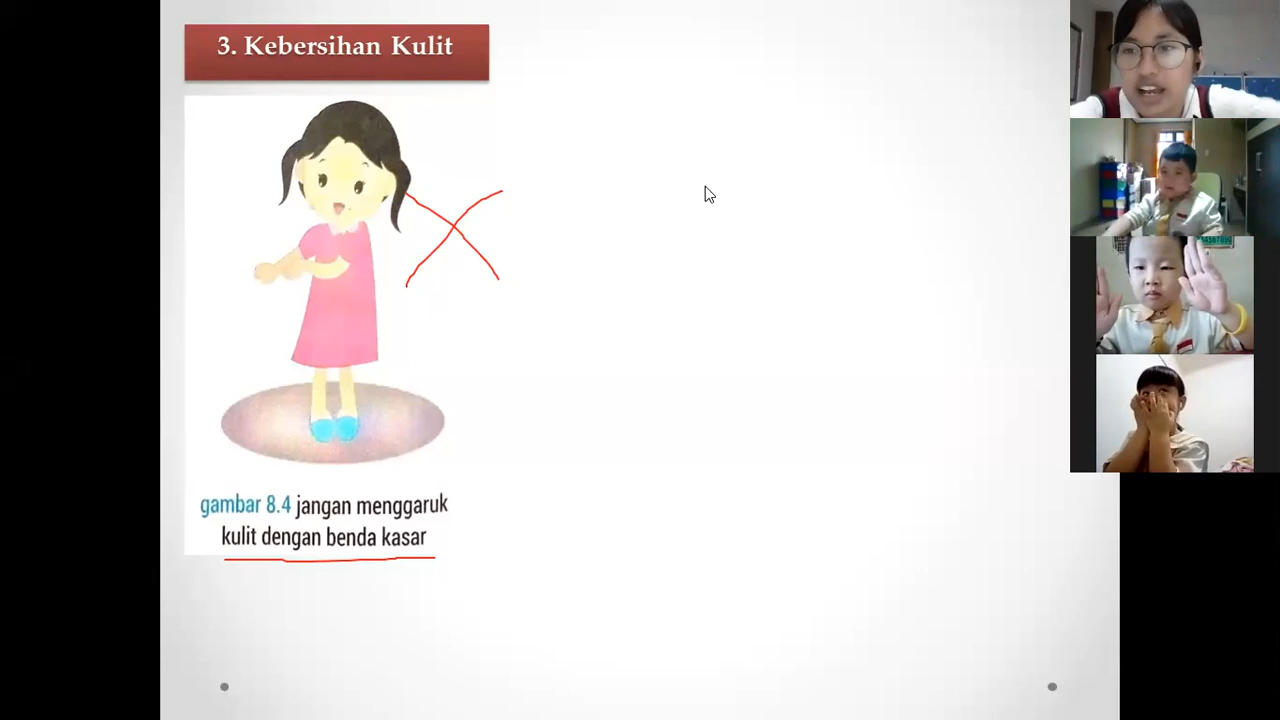 3. Kebersihan Kulit
gambar 8.4 jangan menggaruk
kulit dengan benda kasar